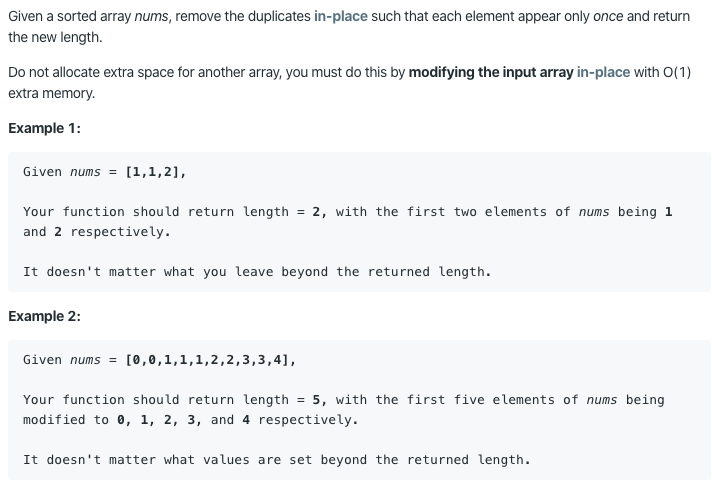 Given a sorted array nums, remove the duplicates in-place such that each element appear only once and return
the new length.
Do not allocate extra space for another array, you must do this by modifying the input array in-place with O(1)
extra memory.
Example 1:
Given nums = [1,1,2],
Your function should return length = 2, with the first two elements of nums being 1
and 2 respectively.
It doesn't matter what you leave beyond the returned length.
Example 2:
Given nums = [0,0,1,1,1,2,2,3,3,4],
Your function should return length = 5, with the first five elements of nums being
modified to 0, 1, 2, 3, and 4 respectively.
It doesn't matter what values are set beyond the returned length.